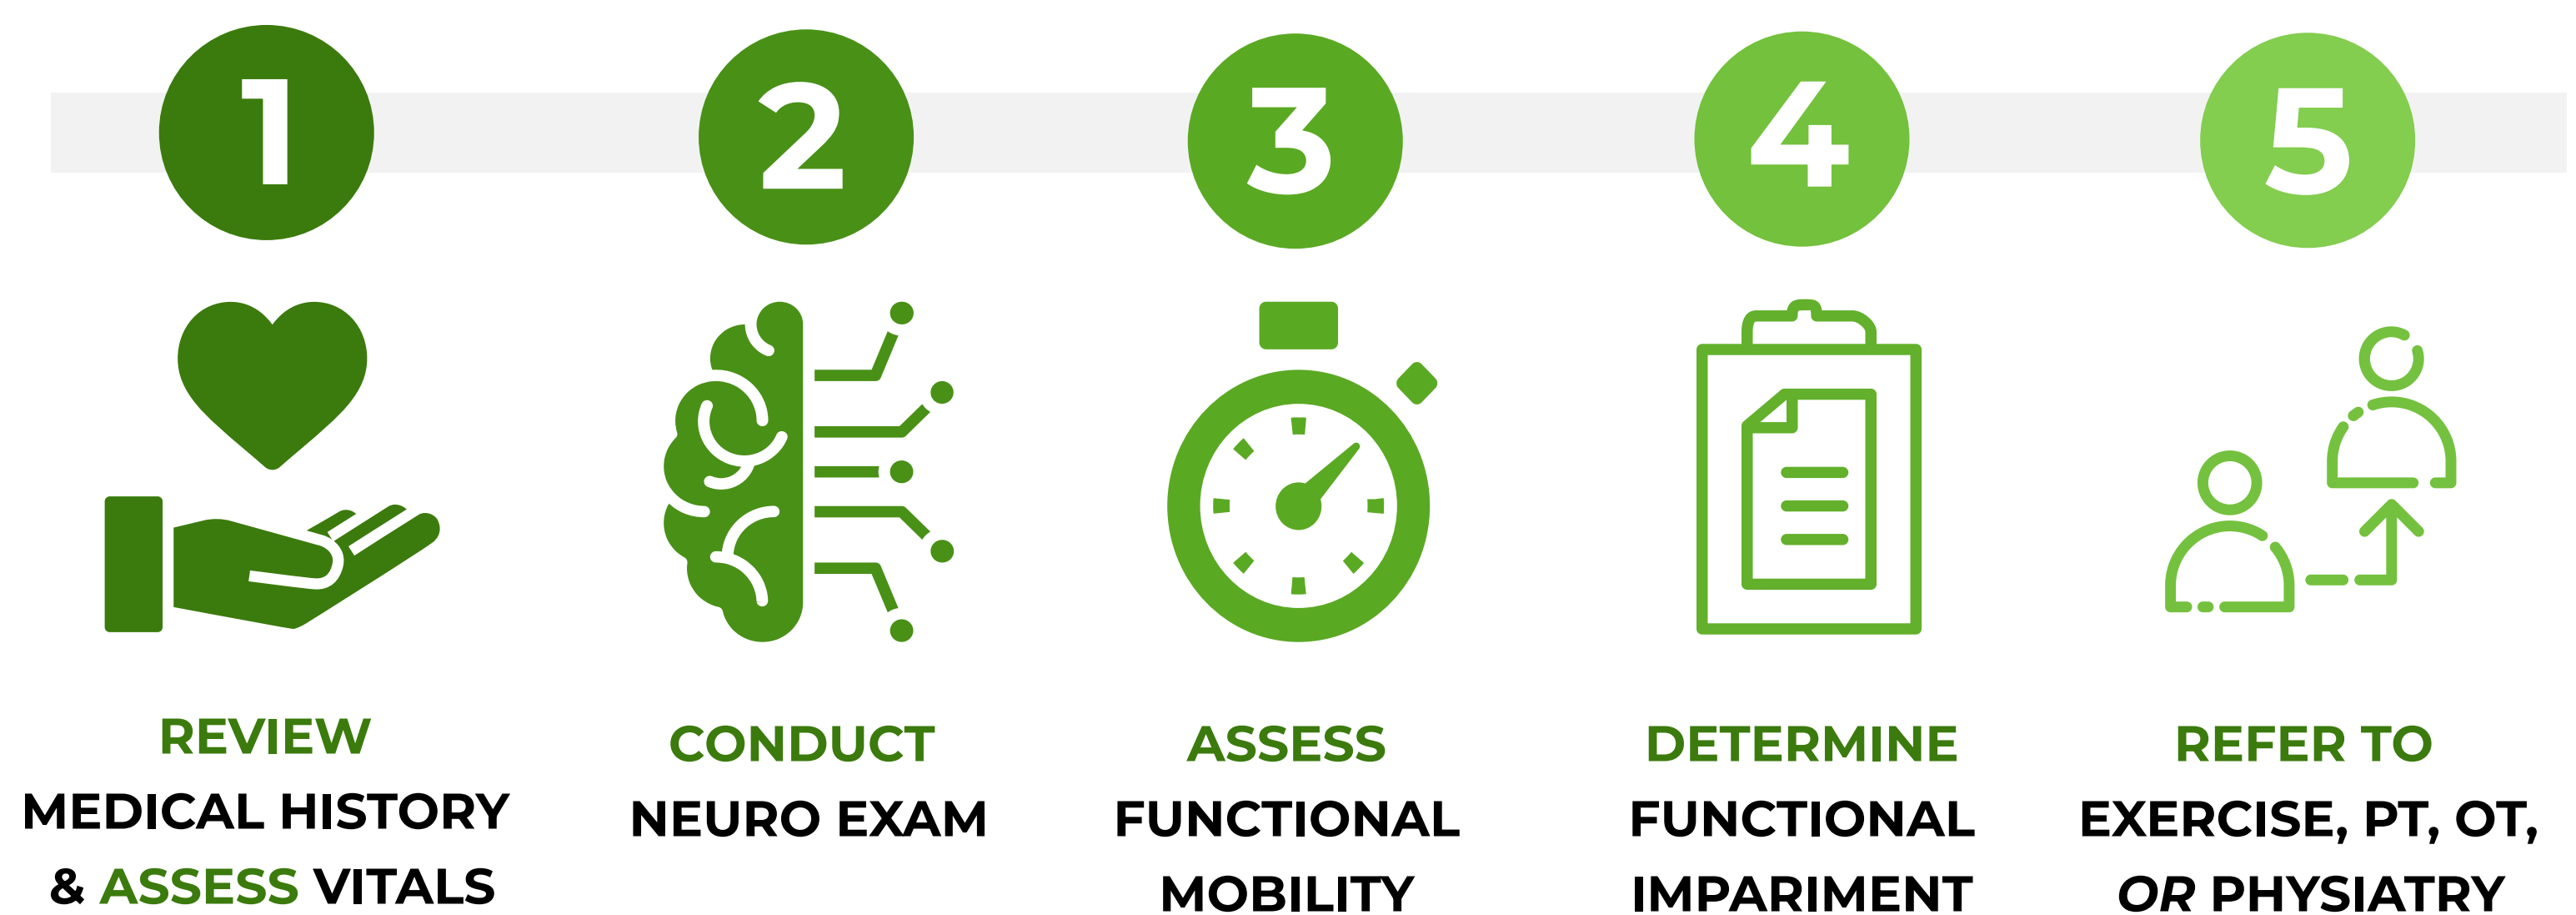 1
2
3
4
5
REVIEW
MEDICAL HISTORY
& ASSESS VITALS
CONDUCT
NEURO EXAM
ASSESS
FUNCTIONAL
MOBILITY
DETERMINE
FUNCTIONAL
IMPARIMENT
REFER TO
EXERCISE, PT, OT,
OR PHYSIATRY